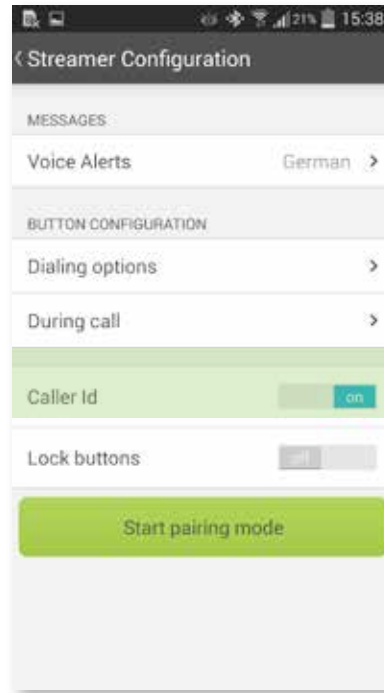 21% 15:38
Streamer Configuration
MESSAGES
Voice Alerts German
BUTTON CONFIGURATION
Dialing options
During call
Caller Id on
Lock buttons off
Start pairing mode